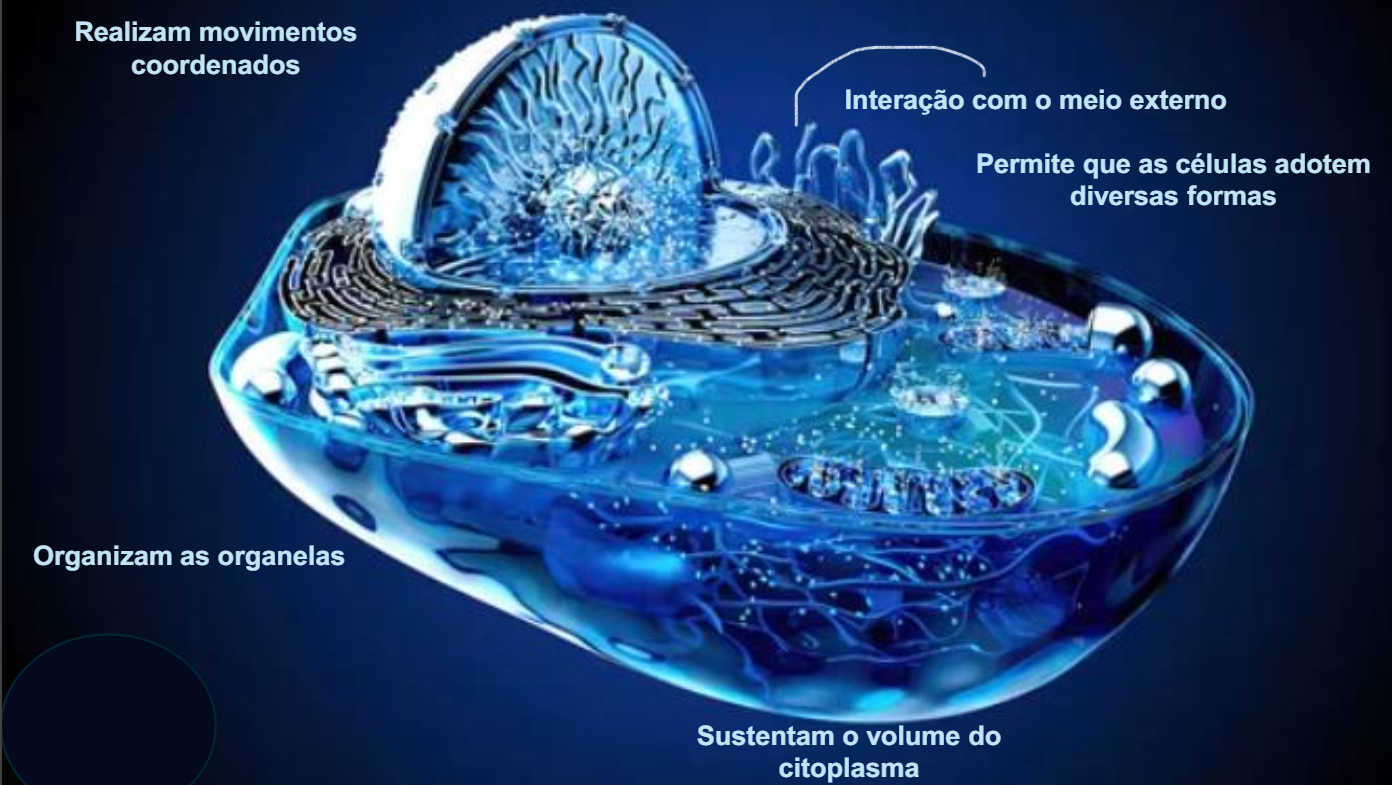 Realizam movimentos
coordenados
Interação com o meio externo
Permite que as células adotem
diversas formas
Organizam as organelas
Sustentam o volume do
citoplasma